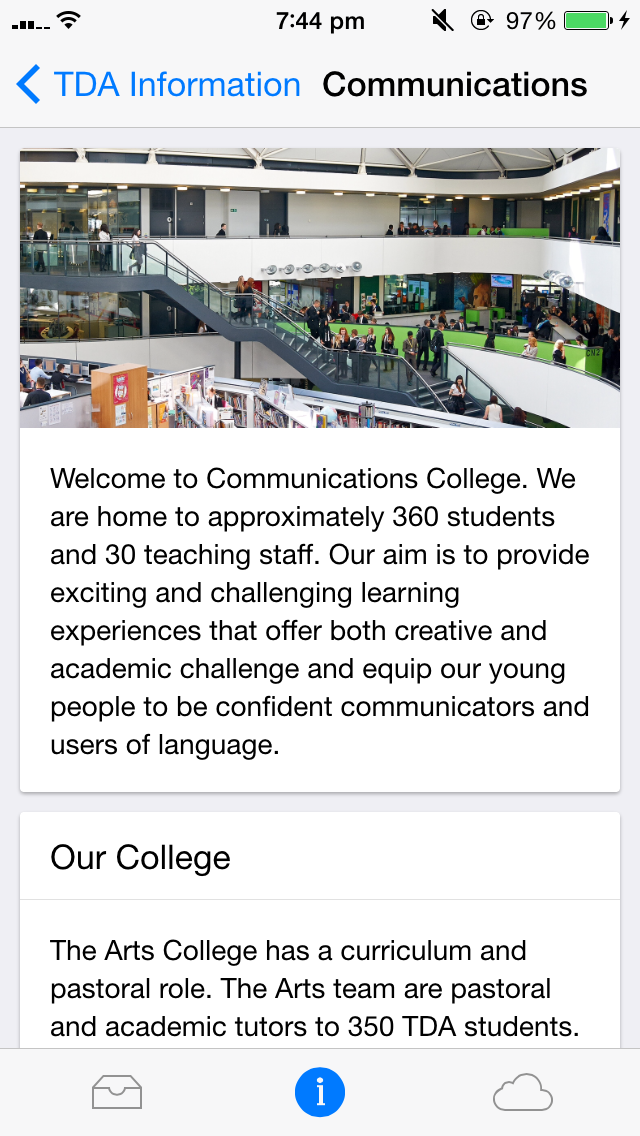 7:44 pm
97%
TDA Information
Communications
CN2
Welcome to Communications College. We
are home to approximately 360 students
and 30 teaching staff. Our aim is to provide
exciting and challenging learning
experiences that offer both creative and
academic challenge and equip our young
people to be confident communicators and
users of language.
Our College
The Arts College has a curriculum and
pastoral role. The Arts team are pastoral
and academic tutors to 350 TDA students.